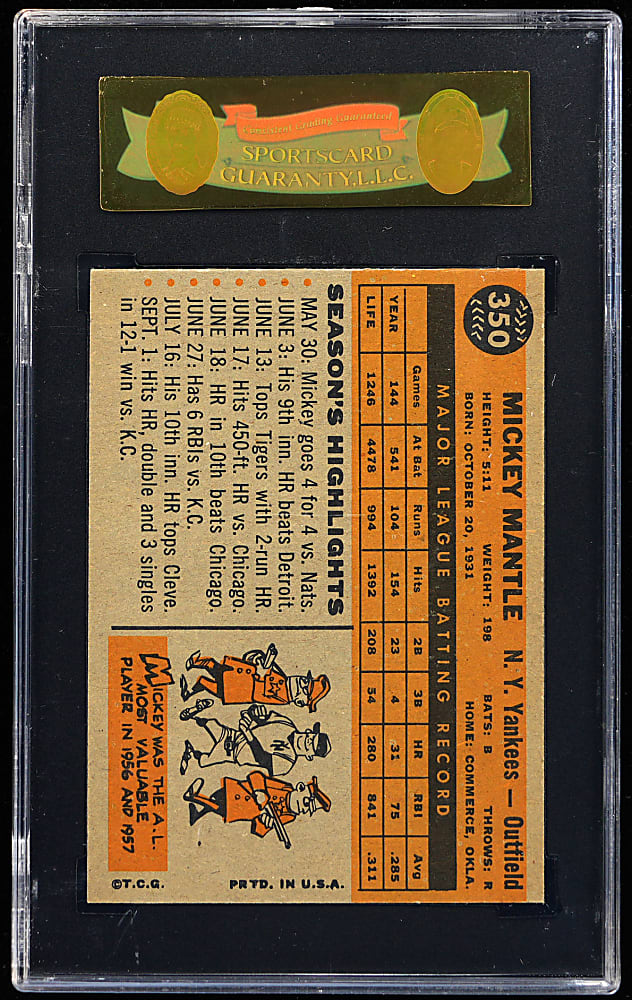 Consistent Grading Guaranteed
SPORTSCARD
GUARANTY, L.L.C.
350
MICKEY MANTLE N. Y. Yankees — Outfield
HEIGHT: 5:11 WEIGHT: 198 BATS: B THROWS: R
BORN: OCTOBER 20, 1931 HOME: COMMERCE, OKLA.
MAJOR LEAGUE BATTING RECORD
Games At Bat Runs Hits 2B 3B HR RBI Avg
YEAR 144 541 104 154 23 4 31 75 .285
LIFE 1246 4478 994 1392 208 54 280 841 .311
SEASON'S HIGHLIGHTS
• MAY 30: Mickey goes 4 for 4 vs. Nats.
• JUNE 3: His 9th inn. HR beats Detroit.
• JUNE 13: Tops Tigers with 2-run HR.
• JUNE 17: Hits 450-ft. HR vs. Chicago.
• JUNE 18: HR in 10th beats Chicago.
• JUNE 27: Has 6 RBIs vs. K.C.
• JULY 16: His 10th inn. HR tops Cleve.
• SEPT. 1: Hits HR, double and 3 singles
in 12-1 win vs. K.C.
N
MICKEY WAS THE A.L.
MOST VALUABLE
PLAYER IN 1956 AND 1957
©T.C.G. PRTD. IN U.S.A.